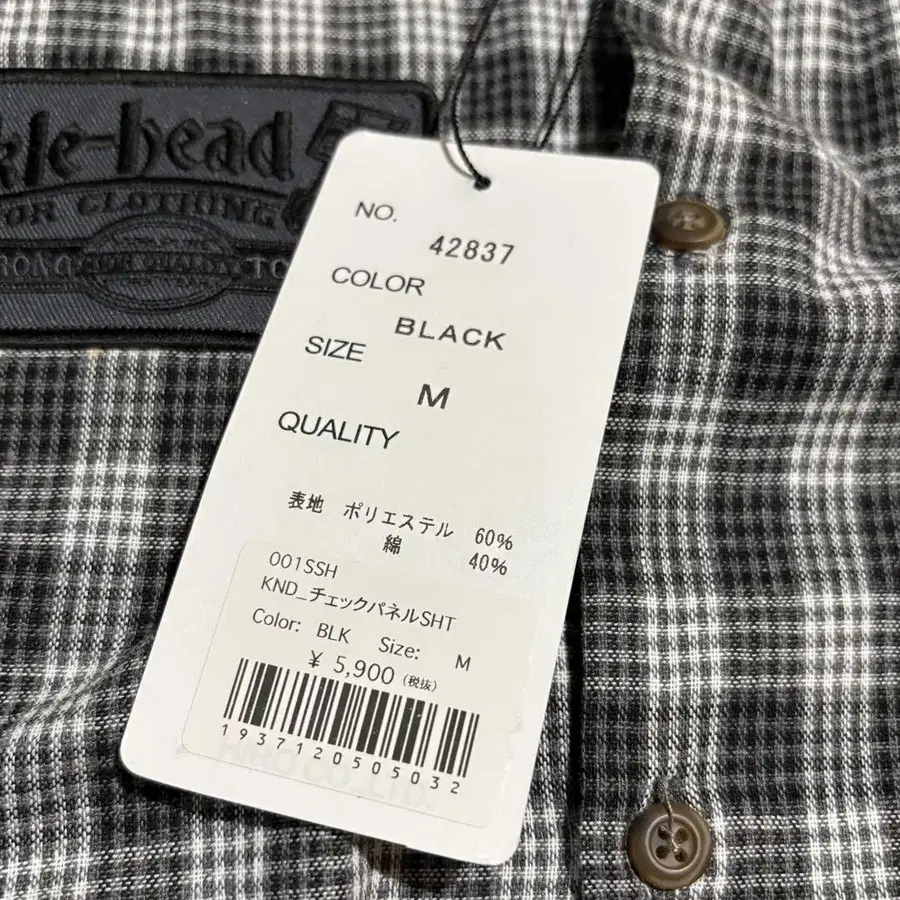 kle-head
OR CLOTHING
NO.
42837
COLOR
BLACK
SIZE
M
QUALITY
表地 ポリエステル 60%
綿 40%
001SSH
KND_チェックパネルSHT
Color: BLK Size: M
¥ 5,900 (税抜)
1937120505032